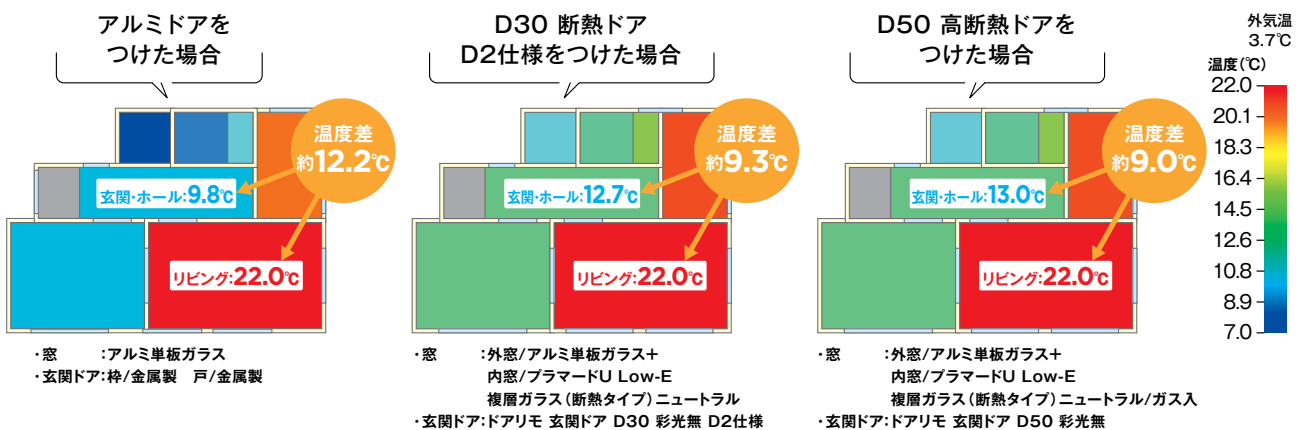 アルミドアを
つけた場合
温度差
約12.2℃
玄関・ホール:9.8℃
リビング:22.0℃
・窓　　　:アルミ単板ガラス
・玄関ドア:枠/金属製　戸/金属製
D30 断熱ドア
D2仕様をつけた場合
温度差
約9.3℃
玄関・ホール:12.7℃
リビング:22.0℃
・窓　　　:外窓/アルミ単板ガラス+
内窓/プラマードU Low-E
複層ガラス(断熱タイプ)ニュートラル
・玄関ドア:ドアリモ 玄関ドア D30 彩光無 D2仕様
D50 高断熱ドアを
つけた場合
温度差
約9.0℃
玄関・ホール:13.0℃
リビング:22.0℃
・窓　　　:外窓/アルミ単板ガラス+
内窓/プラマードU Low-E
複層ガラス(断熱タイプ)ニュートラル/ガス入
・玄関ドア:ドアリモ 玄関ドア D50 彩光無
外気温
3.7℃
温度(℃)
22.0
20.1
18.3
16.4
14.5
12.6
10.8
8.9
7.0